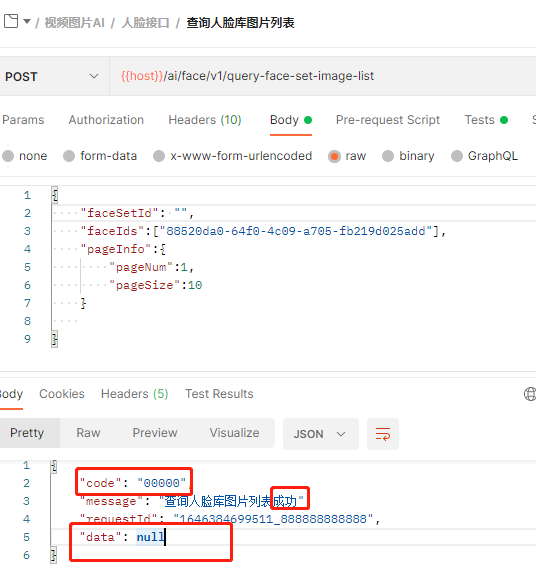 / 视频图片AI / 人脸接口 / 查询人脸库图片列表
POST {{host}}/ai/face/v1/query-face-set-image-list
Params Authorization Headers (10) Body Pre-request Script Tests S
none form-data x-www-form-urlencoded raw binary GraphQL
1 {
2 "faceSetId": "",
3 "faceIds":["88520da0-64f0-4c09-a705-fb219d025add"],
4 "pageInfo":{
5 "pageNum":1,
6 "pageSize":10
7 }
8
9 }
Body Cookies Headers (5) Test Results
Pretty Raw Preview Visualize JSON
1 {
2 "code": "00000",
3 "message": "查询人脸库图片列表成功"
4 "requestId": "1646384699511_888888888888",
5 "data": null
6 }